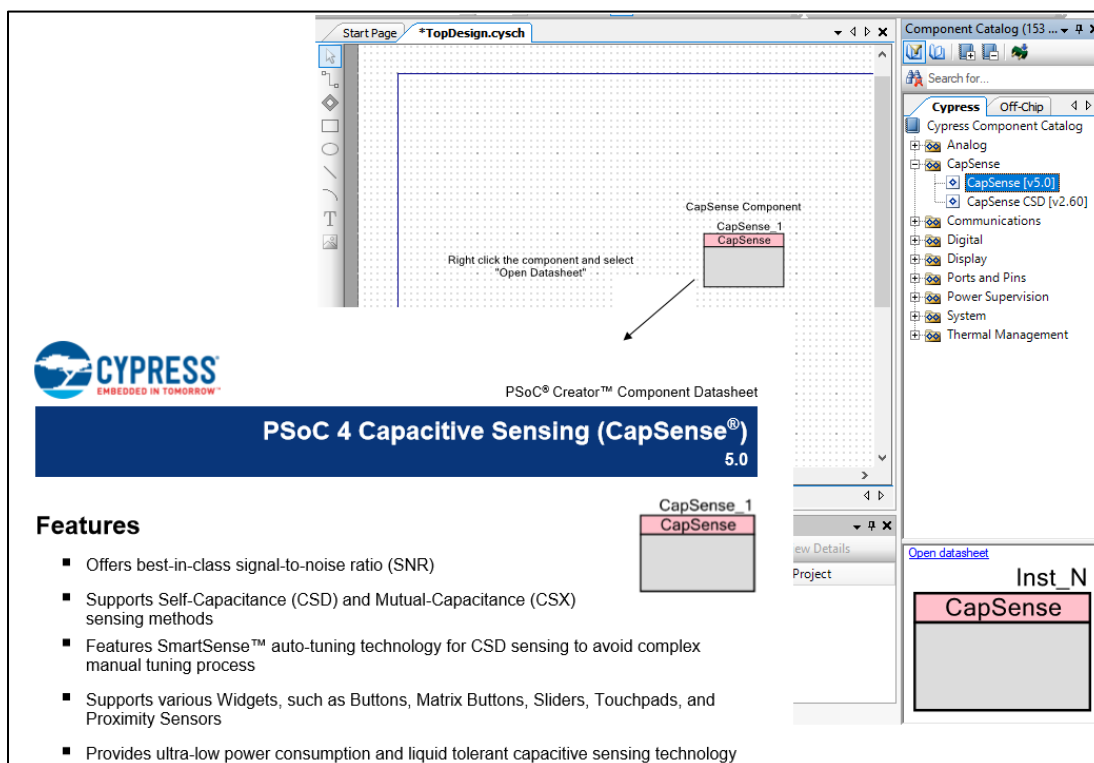 Start Page
*TopDesign.cysch
Component Catalog (153 ...
Search for...
Cypress
Off-Chip
Cypress Component Catalog
Analog
CapSense
CapSense [v5.0]
CapSense CSD [v2.60]
Communications
Digital
Display
Ports and Pins
Power Supervision
System
Thermal Management
T
CapSense Component
CapSense_1
CapSense
Right click the component and select
"Open Datasheet"
CYPRESS®
EMBEDDED IN TOMORROW™
PSoC® Creator™ Component Datasheet
PSoC 4 Capacitive Sensing (CapSense®)
5.0
Features
CapSense_1
CapSense
■ Offers best-in-class signal-to-noise ratio (SNR)
■ Supports Self-Capacitance (CSD) and Mutual-Capacitance (CSX)
sensing methods
■ Features SmartSense™ auto-tuning technology for CSD sensing to avoid complex
manual tuning process
■ Supports various Widgets, such as Buttons, Matrix Buttons, Sliders, Touchpads, and
Proximity Sensors
■ Provides ultra-low power consumption and liquid tolerant capacitive sensing technology
ew Details
Project
Open datasheet
Inst_N
CapSense